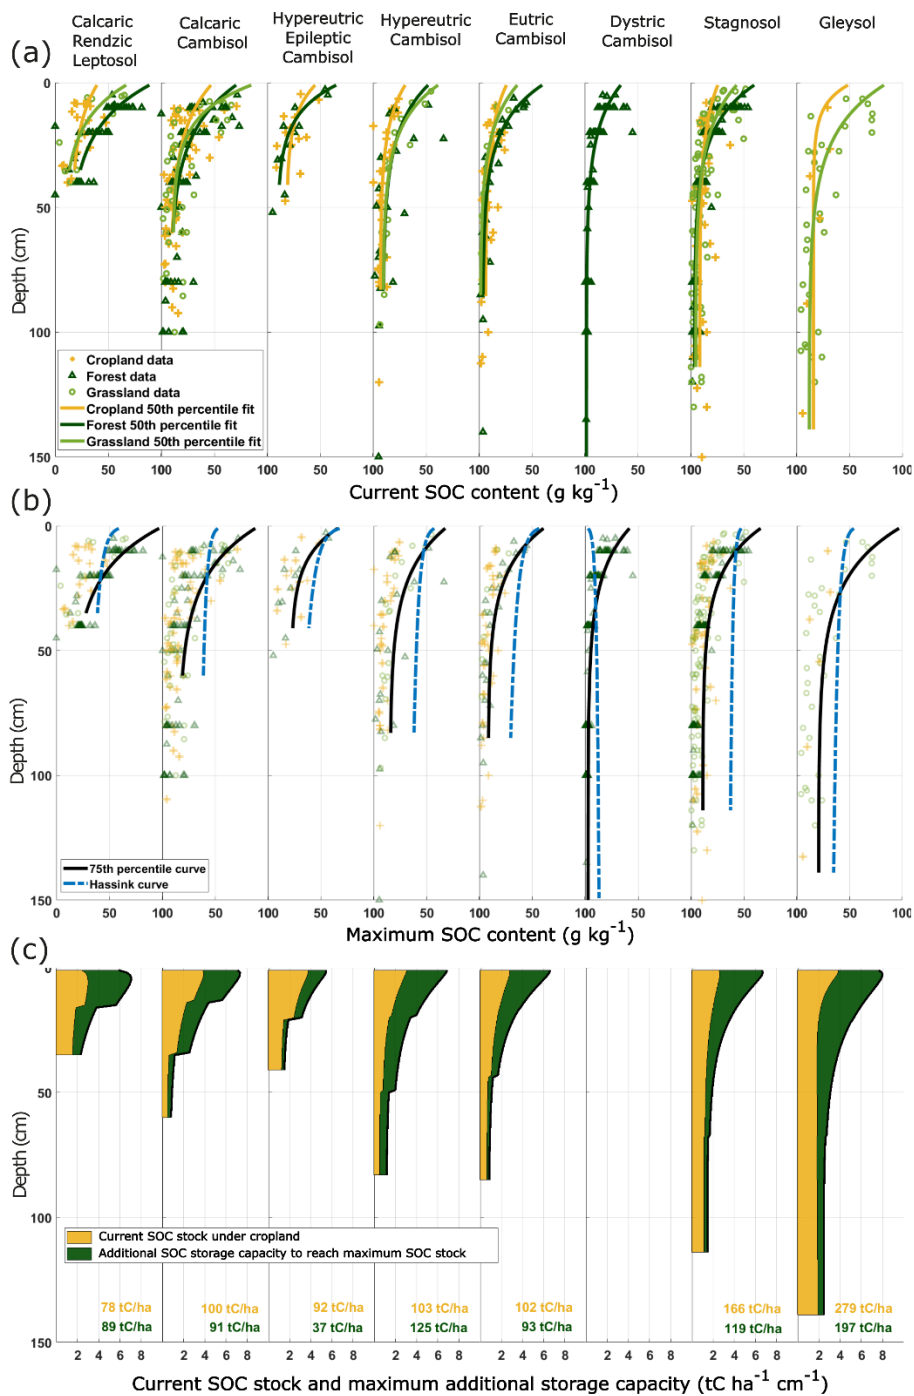 (a)
Calcaric
Rendzic
Leptosol
Calcaric
Cambisol
Hypereutric
Epileptic
Cambisol
Hypereutric
Cambisol
Eutric
Cambisol
Dystric
Cambisol
Stagnosol
Gleysol
0
50
100
150
Depth (cm)
Cropland data
Forest data
Grassland data
Cropland 50th percentile fit
Forest 50th percentile fit
Grassland 50th percentile fit
0 50 100 50 100 50 100 50 100 50 100 50 100 50 100 50
Current SOC content (g kg⁻¹)
(b)
0
50
100
150
Depth (cm)
75th percentile curve
Hassink curve
0 50 100 50 100 50 100 50 100 50 100 50 100 50 100 50
Maximum SOC content (g kg⁻¹)
(c)
0
50
100
150
Depth (cm)
Current SOC stock under cropland
Additional SOC storage capacity to reach maximum SOC stock
78 tC/ha 100 tC/ha 92 tC/ha 103 tC/ha 102 tC/ha 166 tC/ha 279 tC/ha
89 tC/ha 91 tC/ha 37 tC/ha 125 tC/ha 93 tC/ha 119 tC/ha 197 tC/ha
2 4 6 8 2 4 6 8 2 4 6 8 2 4 6 8 2 4 6 8 2 4 6 8 2 4 6 8 2 4 6 8
Current SOC stock and maximum additional storage capacity (tC ha⁻¹ cm⁻¹)